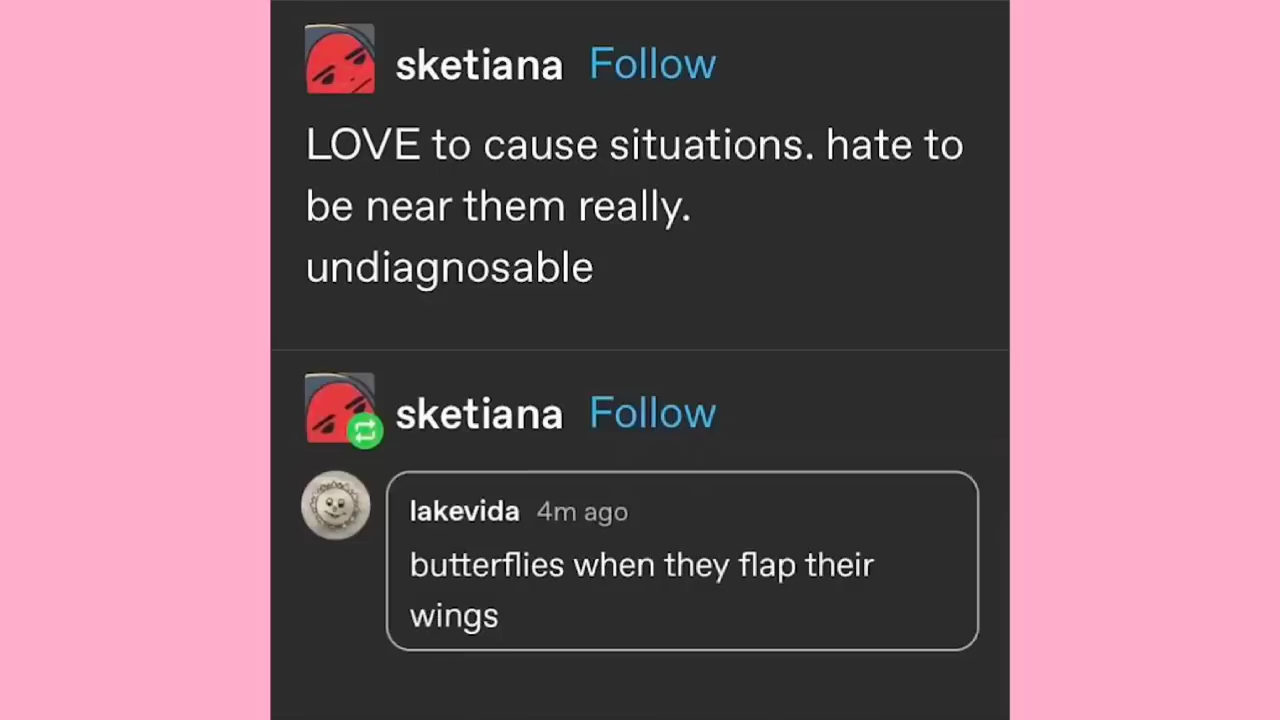 sketiana Follow
LOVE to cause situations. hate to
be near them really.
undiagnosable
sketiana Follow
lakevida 4m ago
butterflies when they flap their
wings